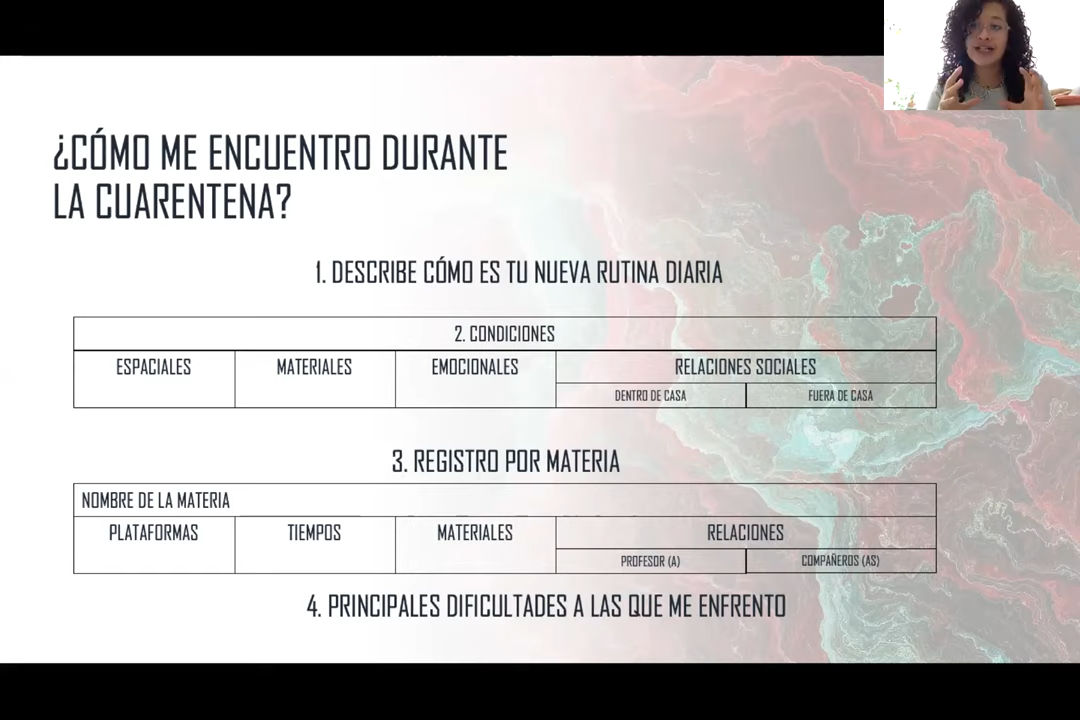 ¿CÓMO ME ENCUENTRO DURANTE
LA CUARENTENA?
1. DESCRIBE CÓMO ES TU NUEVA RUTINA DIARIA
2. CONDICIONES
ESPACIALES MATERIALES EMOCIONALES RELACIONES SOCIALES
DENTRO DE CASA FUERA DE CASA
3. REGISTRO POR MATERIA
NOMBRE DE LA MATERIA
PLATAFORMAS TIEMPOS MATERIALES RELACIONES
PROFESOR (A) COMPAÑEROS (AS)
4. PRINCIPALES DIFICULTADES A LAS QUE ME ENFRENTO